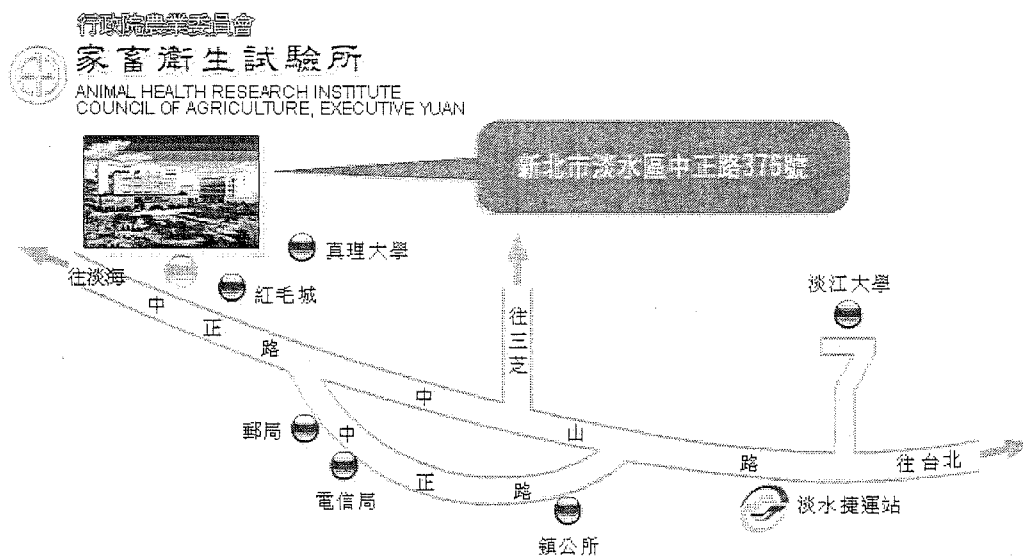 行政院農業委員會
家畜衛生試驗所
ANIMAL HEALTH RESEARCH INSTITUTE
COUNCIL OF AGRICULTURE, EXECUTIVE YUAN
新北市淡水區中正路376號
真理大學
往淡海
紅毛城
淡江大學
中正路
往三芝
中山路
郵局
中正路
往台北
電信局
淡水捷運站
鎮公所